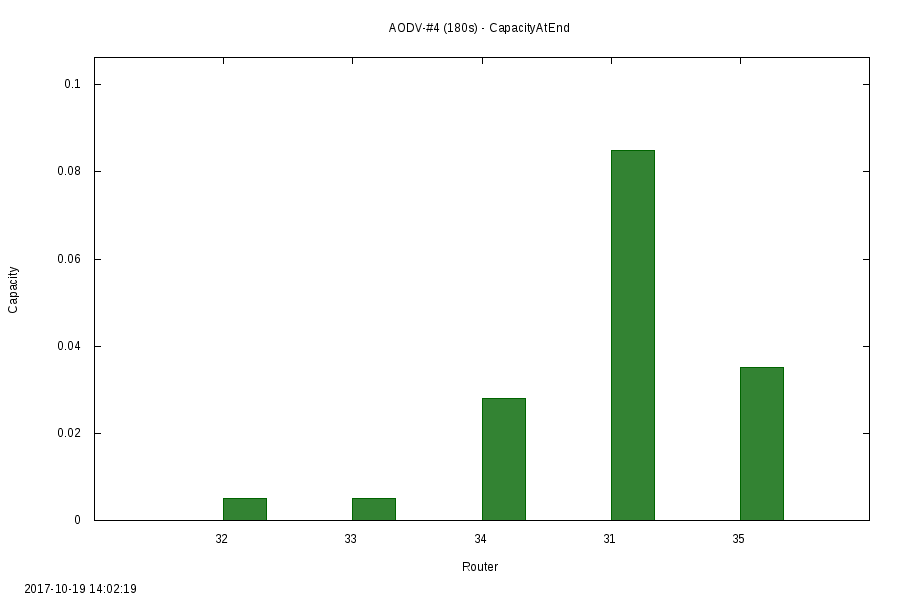 AODV-#4 (180s) - CapacityAtEnd
0.1
0.08
0.06
0.04
0.02
0
Capacity
32 33 34 31 35
Router
2017-10-19 14:02:19